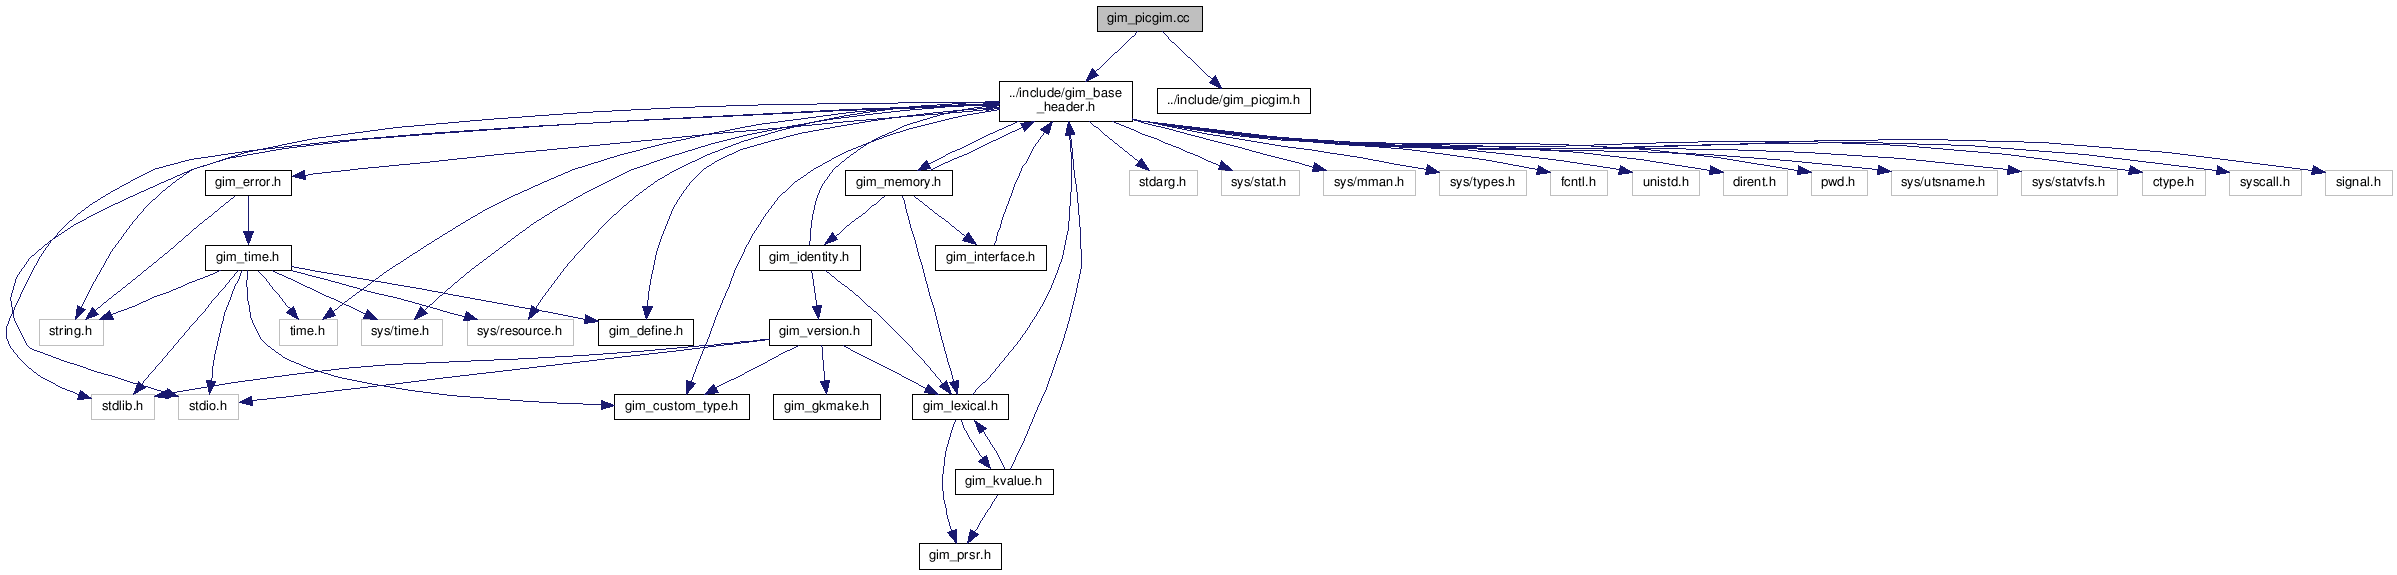 gim_picgim.cc
../include/gim_base
_header.h
../include/gim_picgim.h
gim_error.h
gim_memory.h
stdarg.h
sys/stat.h
sys/mman.h
sys/types.h
fcntl.h
unistd.h
dirent.h
pwd.h
sys/utsname.h
sys/statvfs.h
ctype.h
syscall.h
signal.h
gim_time.h
gim_identity.h
gim_interface.h
string.h
time.h
sys/time.h
sys/resource.h
gim_define.h
gim_version.h
stdlib.h
stdio.h
gim_custom_type.h
gim_gkmake.h
gim_lexical.h
gim_kvalue.h
gim_prsr.h